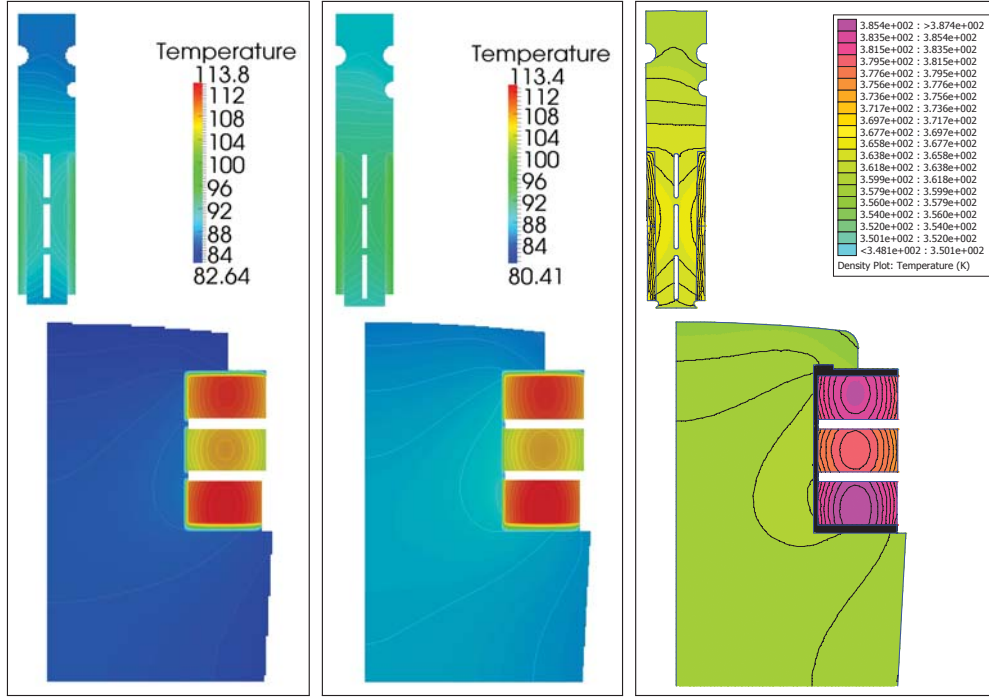 Temperature
113.8
112
108
104
100
96
92
88
84
82.64
Temperature
113.4
112
108
104
100
96
92
88
84
80.41
3.854e+002 : >3.874e+002
3.835e+002 : 3.854e+002
3.815e+002 : 3.835e+002
3.795e+002 : 3.815e+002
3.776e+002 : 3.795e+002
3.756e+002 : 3.776e+002
3.736e+002 : 3.756e+002
3.717e+002 : 3.736e+002
3.697e+002 : 3.717e+002
3.677e+002 : 3.697e+002
3.658e+002 : 3.677e+002
3.638e+002 : 3.658e+002
3.618e+002 : 3.638e+002
3.599e+002 : 3.618e+002
3.579e+002 : 3.599e+002
3.560e+002 : 3.579e+002
3.540e+002 : 3.560e+002
3.520e+002 : 3.540e+002
3.501e+002 : 3.520e+002
<3.481e+002 : 3.501e+002
Density Plot: Temperature (K)